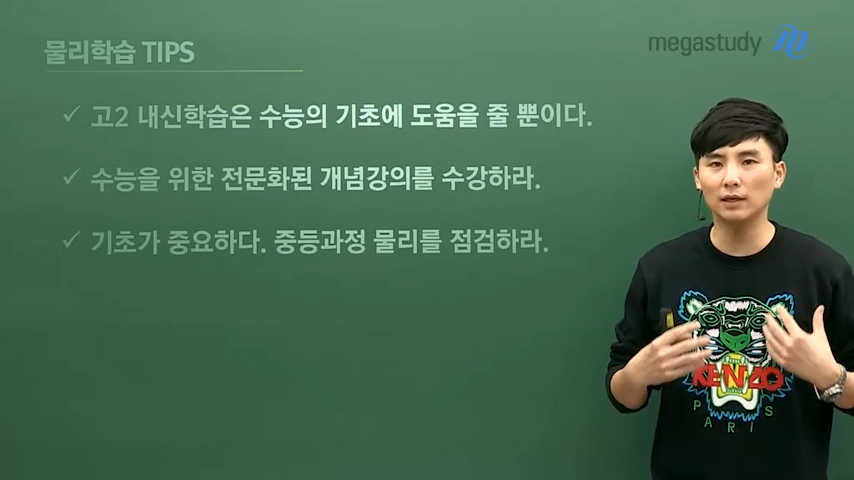 물리학습 TIPS
megastudy
✓ 고2 내신학습은 수능의 기초에 도움을 줄 뿐이다.
✓ 수능을 위한 전문화된 개념강의를 수강하라.
✓ 기초가 중요하다. 중등과정 물리를 점검하라.
KENZO
PARIS